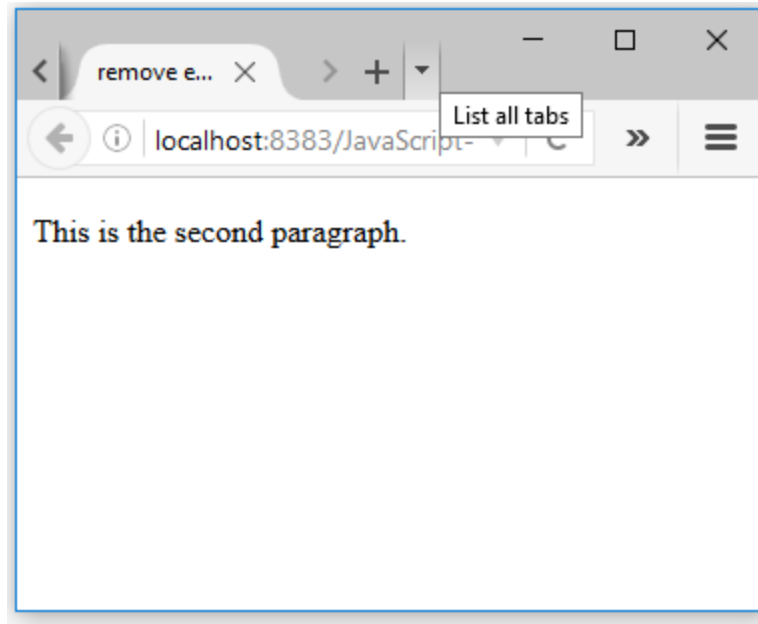 remove e...
List all tabs
localhost:8383/JavaScript-
This is the second paragraph.